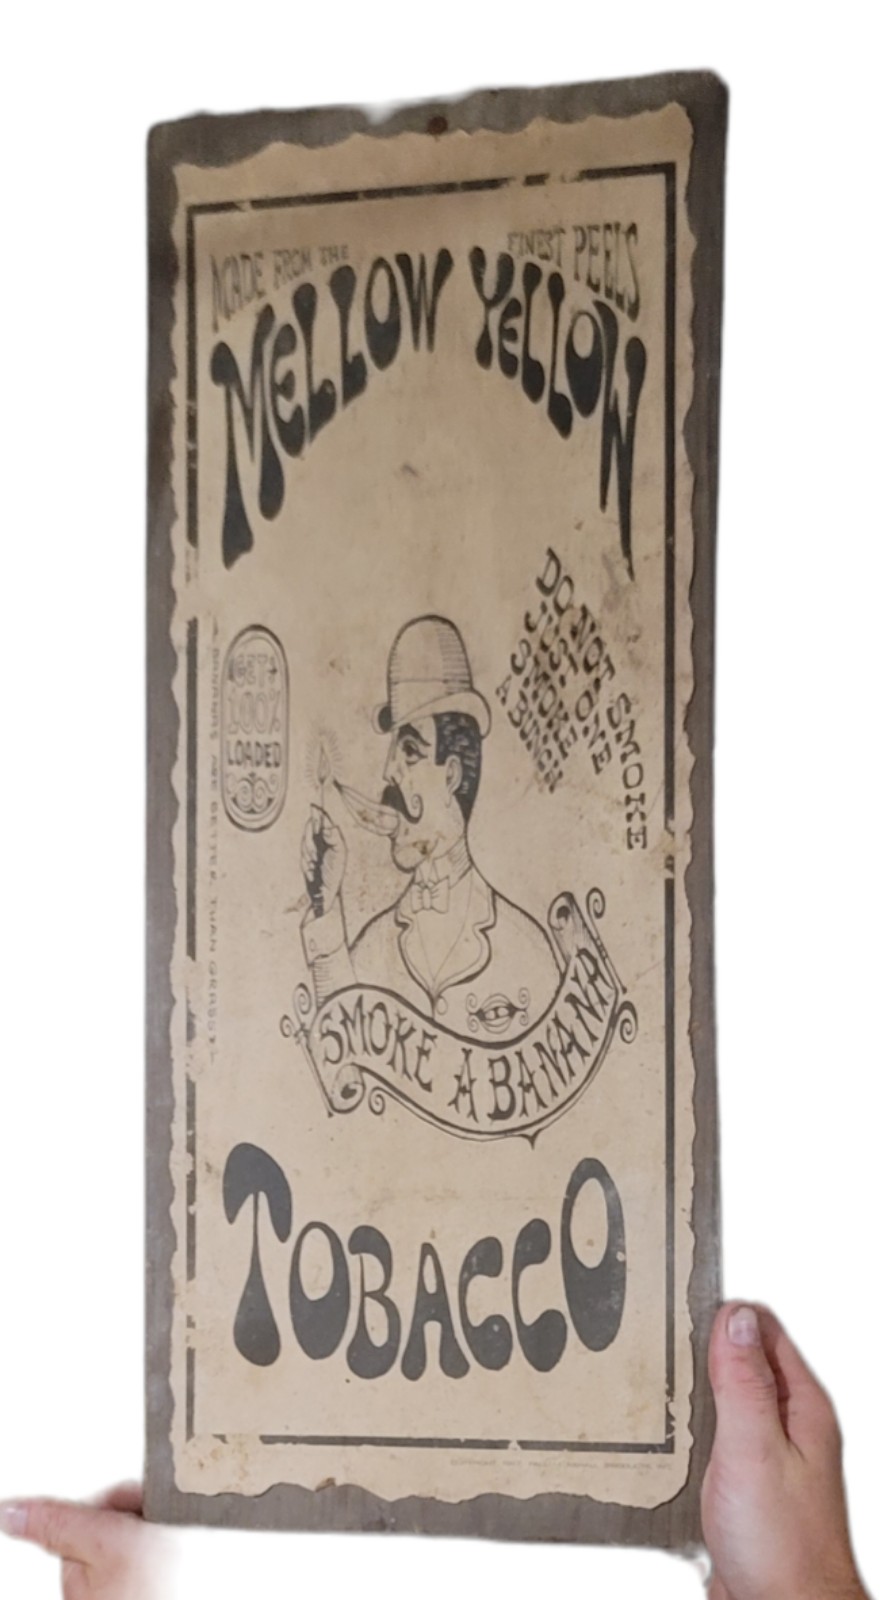 MADE FROM THE FINEST PEELS
MELLOW YELLOW
DO NOT SMOKE
JUST ONE
SMOKE
A BUNCH
GET
100%
LOADED
BANANAS ARE BETTER THAN GRASS
SMOKE A BANANA
TOBACCO
COPYRIGHT